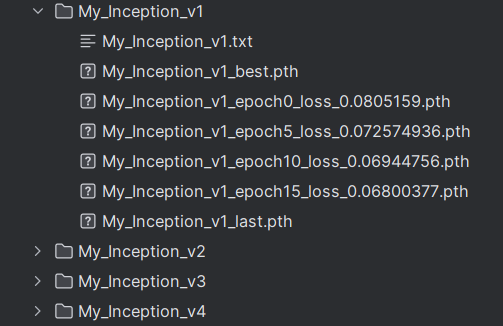 My_Inception_v1
My_Inception_v1.txt
My_Inception_v1_best.pth
My_Inception_v1_epoch0_loss_0.0805159.pth
My_Inception_v1_epoch5_loss_0.072574936.pth
My_Inception_v1_epoch10_loss_0.06944756.pth
My_Inception_v1_epoch15_loss_0.06800377.pth
My_Inception_v1_last.pth
My_Inception_v2
My_Inception_v3
My_Inception_v4